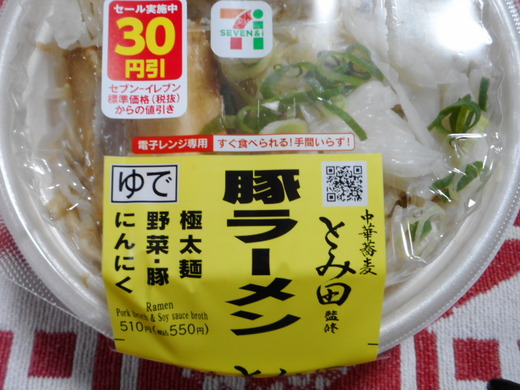 セール実施中
30
円引
セブン-イレブン
標準価格(税抜)
からの値引き
7
SEVEN&i
電子レンジ専用 すぐ食べられる!手間いらず!
ゆで
中華蕎麦
とみ田
監修
豚ラーメン
極太麺
野菜・豚
にんにく
Ramen
Pork broth & Soy sauce broth
510円(税込550円)
と